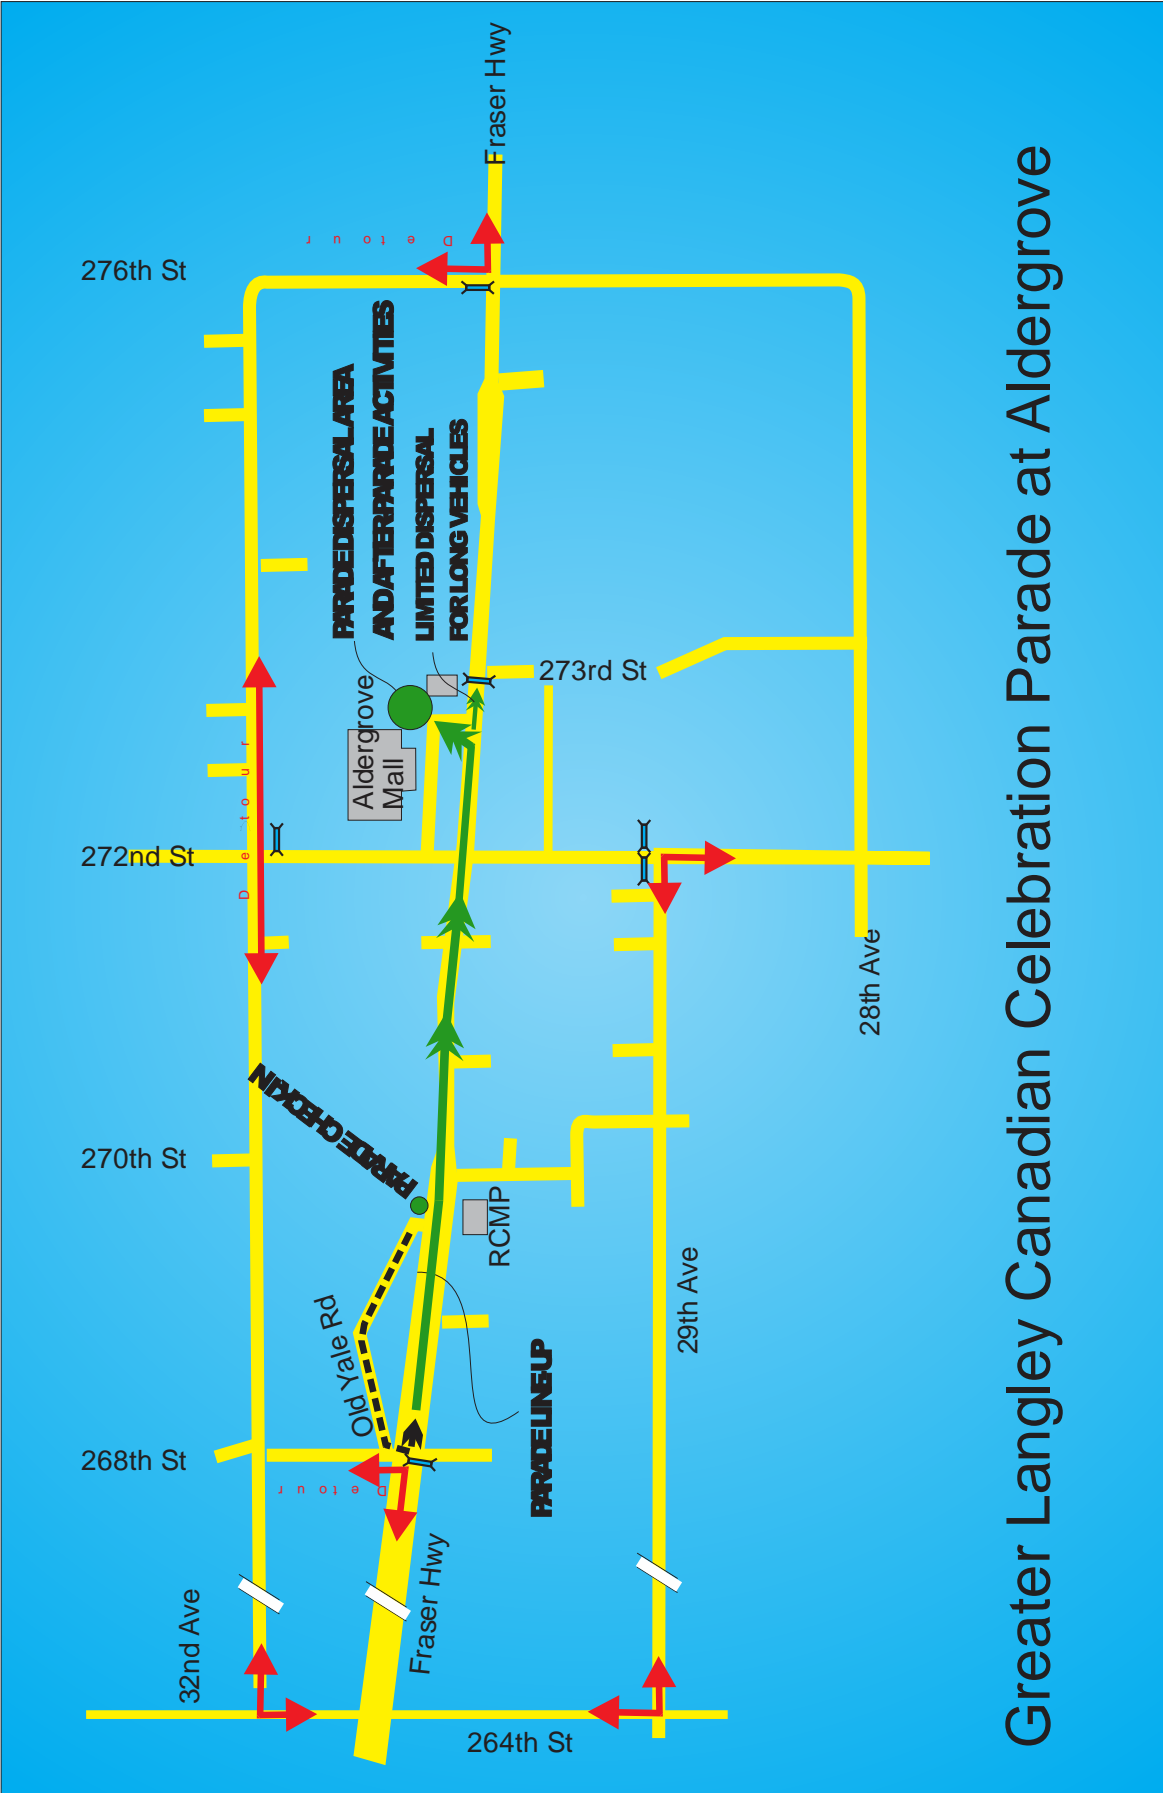 Greater Langley Canadian Celebration Parade at Aldergrove
Fraser Hwy
276th St
Detour
PARADE DISPERSAL AREA
AND AFTER PARADE ACTIVITIES
LIMITED DISPERSAL
FOR LONG VEHICLES
273rd St
Aldergrove
Mall
Detour
272nd St
28th Ave
PARADE CHECK IN
270th St
RCMP
29th Ave
Old Yale Rd
PARADE LINE-UP
268th St
Detour
Fraser Hwy
32nd Ave
264th St